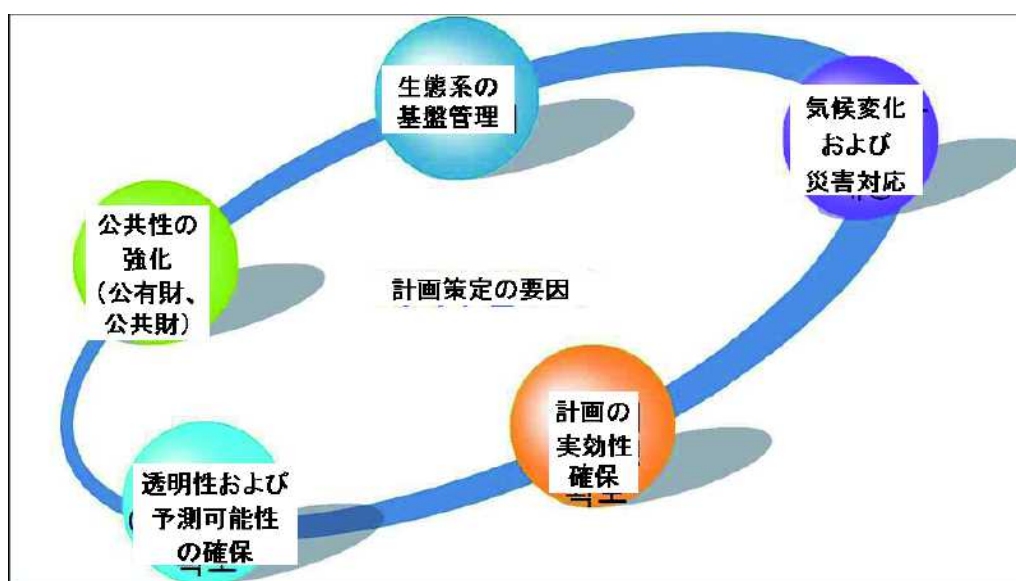 生態系の
基盤管理
気候変化
および
災害対応
公共性の
強化
（公有財、
公共財）
計画策定の要因
計画の
実効性
確保
透明性および
予測可能性
の確保